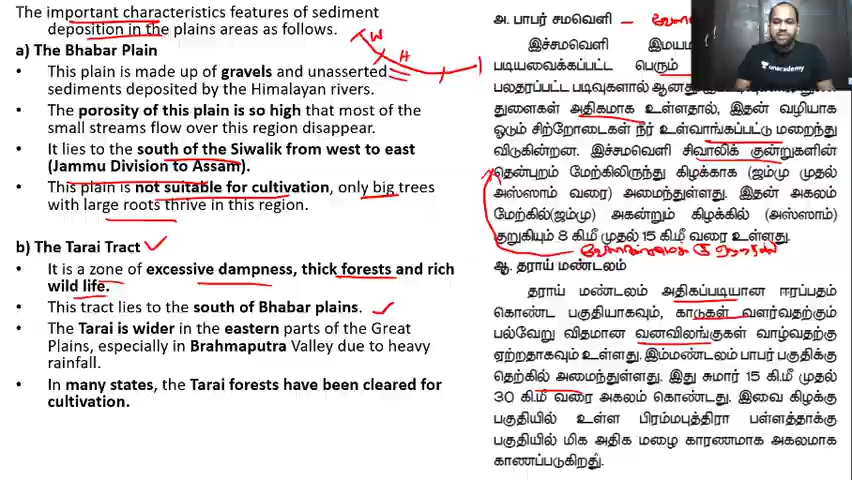 The important characteristics features of sediment
deposition in the plains areas as follows.
a) The Bhabar Plain
• This plain is made up of gravels and unasserted
sediments deposited by the Himalayan rivers.
• The porosity of this plain is so high that most of the
small streams flow over this region disappear.
• It lies to the south of the Siwalik from west to east
(Jammu Division to Assam).
• This plain is not suitable for cultivation, only big trees
with large roots thrive in this region.
b) The Tarai Tract
• It is a zone of excessive dampness, thick forests and rich
wild life.
• This tract lies to the south of Bhabar plains.
• The Tarai is wider in the eastern parts of the Great
Plains, especially in Brahmaputra Valley due to heavy
rainfall.
• In many states, the Tarai forests have been cleared for
cultivation.
W
H
அ. பாபர் சமவெளி
இச்சமவெளி
படியவைக்கப்பட்ட பெரும்
பலதரப்பட்ட படிவுகளால்
துளைகள் அதிகமாக உள்ளதால், இதன் வழியாக
ஓடும் சிற்றோடைகள் நீர் உள்வாங்கப்பட்டு மறைந்து
விடுகின்றன. இச்சமவெளி சிவாலிக் குன்றுகளின்
தென்புறம் மேற்கிலிருந்து கிழக்காக (ஜம்மு முதல்
அஸ்ஸாம் வரை) அமைந்துள்ளது. இதன் அகலம்
மேற்கில்(ஜம்மு) அகன்றும் கிழக்கில் (அஸ்ஸாம்)
குறுகியும் 8 கி.மீ முதல் 15 கி.மீ வரை உள்ளது.
ஆ. தராய் மண்டலம்
தராய் மண்டலம் அதிகப்படியான ஈரப்பதம்
கொண்ட பகுதியாகவும், காடுகள் வளர்வதற்கும்
பல்வேறு விதமான வனவிலங்குகள் வாழ்வதற்கு
ஏற்றதாகவும் உள்ளது. இம்மண்டலம் பாபர் பகுதிக்கு
தெற்கில் அமைந்துள்ளது. இது சுமார் 15 கி.மீ முதல்
30 கி.மீ வரை அகலம் கொண்டது. இவை கிழக்கு
பகுதியில் உள்ள பிரம்மபுத்திரா பள்ளத்தாக்கு
பகுதியில் மிக அதிக மழை காரணமாக அகலமாக
காணப்படுகிறது.
unacademy